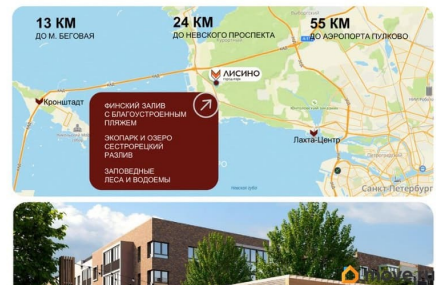 13 КМ
ДО М. БЕГОВАЯ
24 КМ
ДО НЕВСКОГО ПРОСПЕКТА
55 КМ
ДО АЭРОПОРТА ПУЛКОВО
ЛИСИНО
Кронштадт
ФИНСКИЙ ЗАЛИВ
С БЛАГОУСТРОЕННЫМ
ПЛЯЖЕМ
ЭКОПАРК И ОЗЕРО
СЕСТРОРЕЦКИЙ
РАЗЛИВ
ЗАПОВЕДНЫЕ
ЛЕСА И ВОДОЕМЫ
Лахта-Центр
Санкт-Петербург